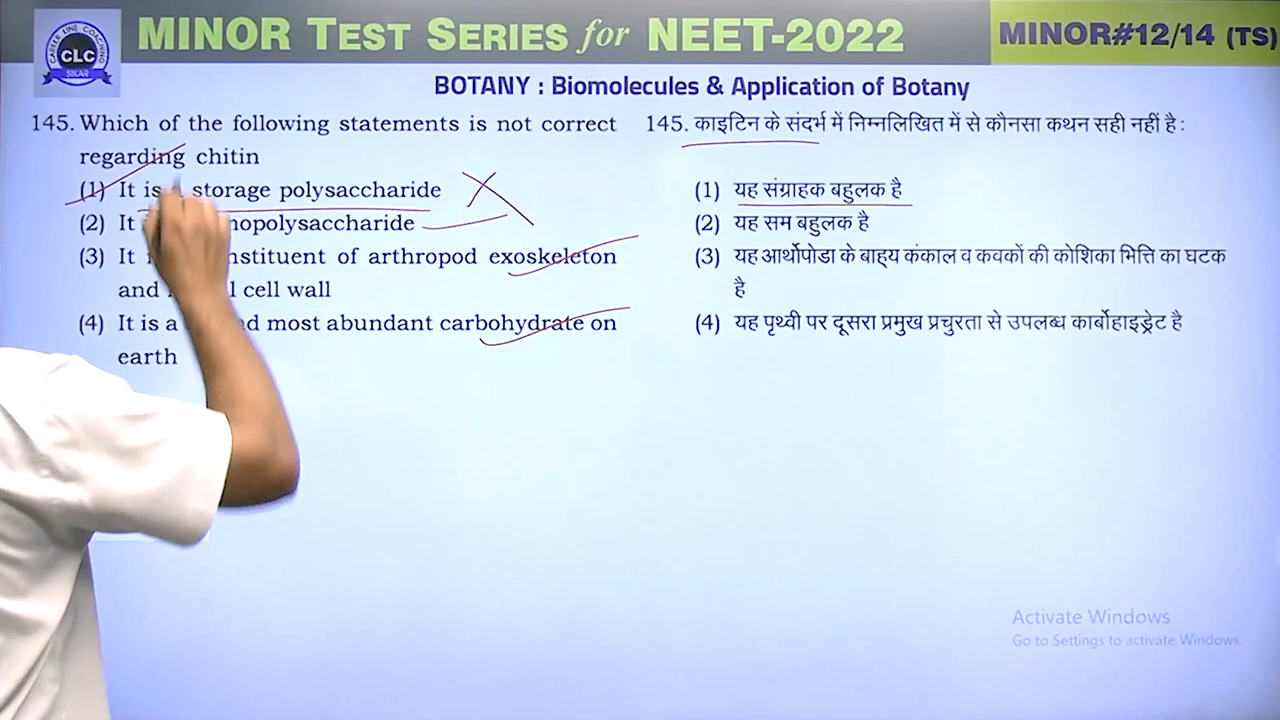 MINOR TEST SERIES for NEET-2022
MINOR#12/14 (TS)
CAREER LINE COACHING
CLC
SIKAR
BOTANY : Biomolecules & Application of Botany
145. Which of the following statements is not correct
regarding chitin
(1) It is a storage polysaccharide
(2) It
(3) It constituent of arthropod exoskeleton
and cell wall
(4) It is a most abundant carbohydrate on
earth
145. काइटिन के संदर्भ में निम्नलिखित में से कौनसा कथन सही नहीं है :
(1) यह संग्राहक बहुलक है
(2) यह सम बहुलक है
(3) यह आर्थोपोडा के बाह्य कंकाल व कवकों की कोशिका भित्ति का घटक
है
(4) यह पृथ्वी पर दूसरा प्रमुख प्रचुरता से उपलब्ध कार्बोहाइड्रेट है
Activate Windows
Go to Settings to activate Windows.